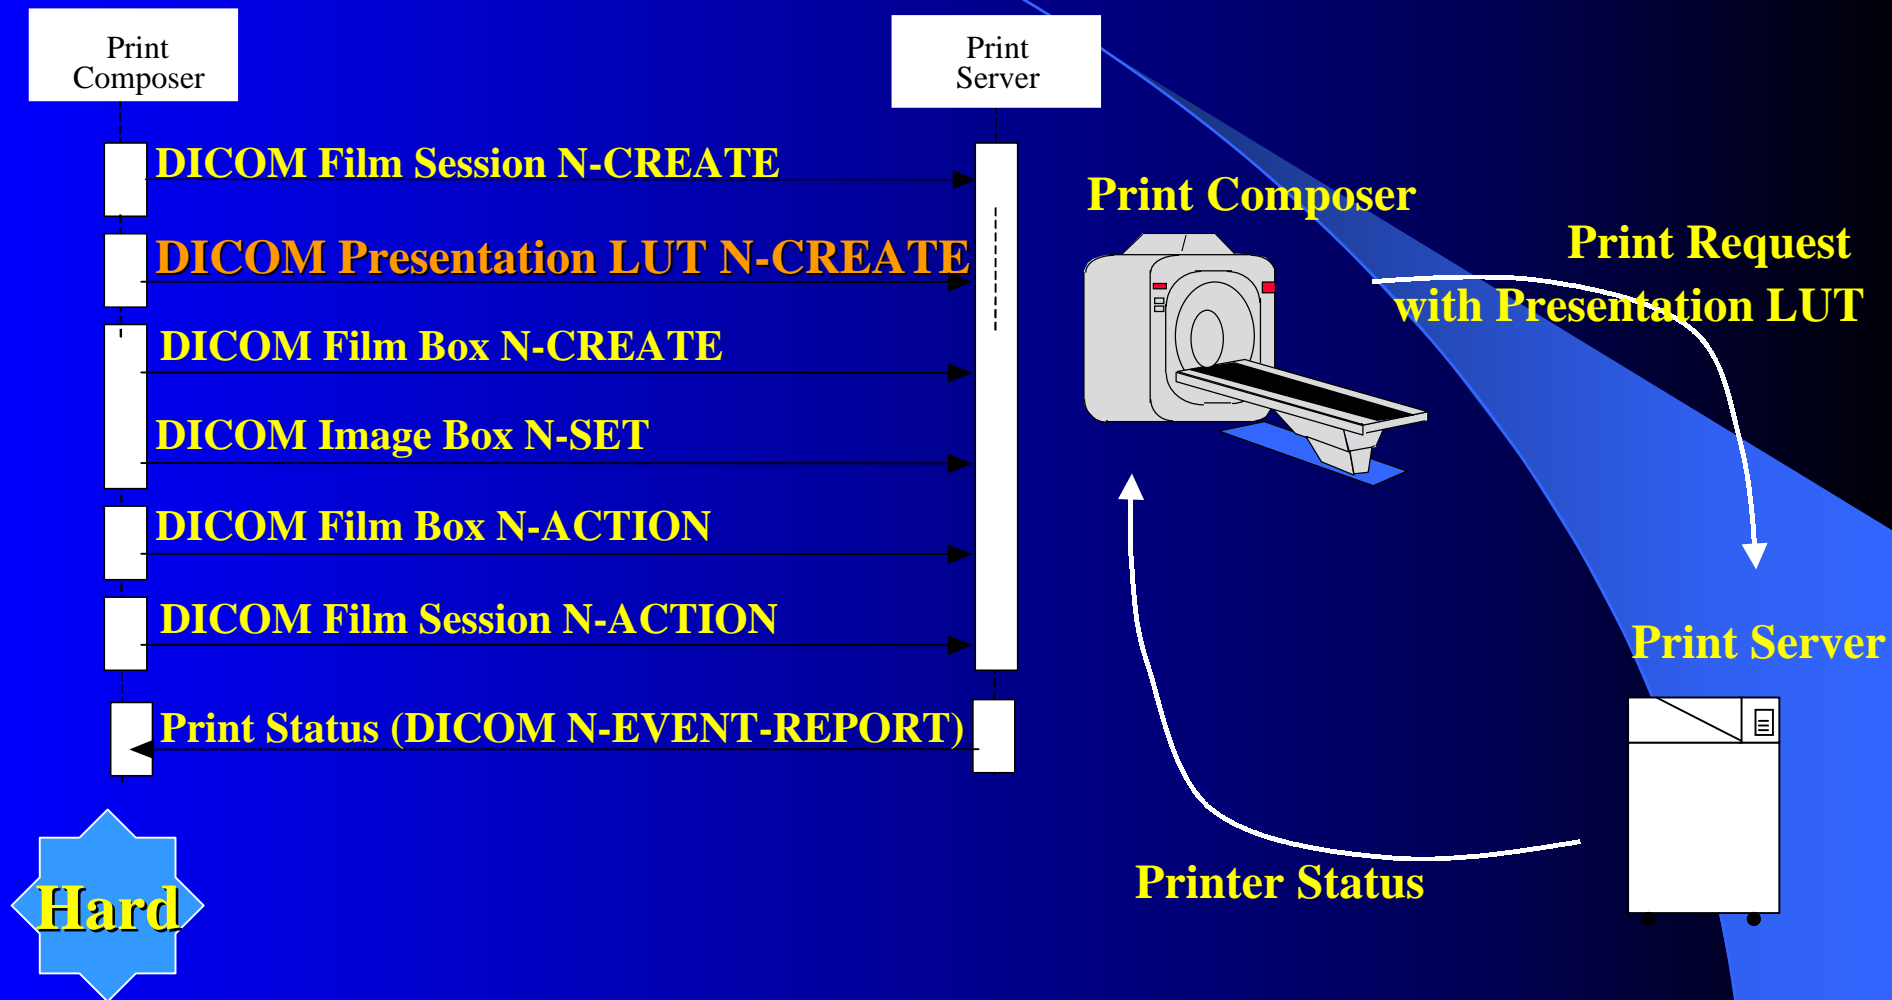 Print
Composer
Print
Server
DICOM Film Session N-CREATE
DICOM Presentation LUT N-CREATE
DICOM Film Box N-CREATE
DICOM Image Box N-SET
DICOM Film Box N-ACTION
DICOM Film Session N-ACTION
Print Status (DICOM N-EVENT-REPORT)
Hard
Print Composer
Print Request
with Presentation LUT
Print Server
Printer Status